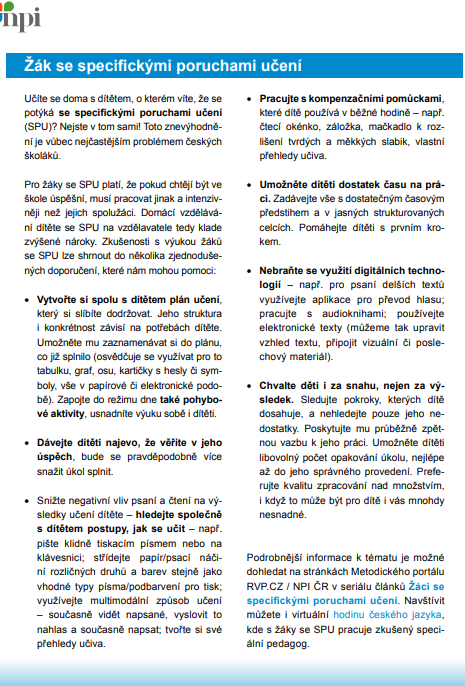 npi
Žák se specifickými poruchami učení
Učíte se doma s dítětem, o kterém víte, že se
potýká se specifickými poruchami učení
(SPU)? Nejste v tom sami! Toto znevýhodně-
ní je vůbec nejčastějším problémem českých
školáků.
Pro žáky se SPU platí, že pokud chtějí být ve
škole úspěšní, musí pracovat jinak a intenziv-
něji než jejich spolužáci. Domácí vzdělává-
ní dítěte se SPU na vzdělavatele tedy klade
zvýšené nároky. Zkušenosti s výukou žáků
se SPU lze shrnout do několika zjednoduše-
ných doporučení, které nám mohou pomoci:
• Vytvořte si spolu s dítětem plán učení,
který si slíbíte dodržovat. Jeho struktura
i konkrétnost závisí na potřebách dítěte.
Umožněte mu zaznamenávat si do plánu,
co již splnilo (osvědčuje se využívat pro to
tabulku, graf, osu, kartičky s hesly či sym-
boly, vše v papírové či elektronické podo-
bě). Zapojte do režimu dne také pohybo-
vé aktivity, usnadníte výuku sobě i dítěti.
• Dávejte dítěti najevo, že věříte v jeho
úspěch, bude se pravděpodobně více
snažit úkol splnit.
• Snižte negativní vliv psaní a čtení na vý-
sledky učení dítěte – hledejte společně
s dítětem postupy, jak se učit – např.
pište klidně tiskacím písmem nebo na
klávesnici; střídejte papír/psací náči-
ní rozličných druhů a barev stejně jako
vhodné typy písma/podbarvení pro tisk;
využívejte multimodální způsob učení
– současně vidět napsané, vyslovit to
nahlas a současně napsat; tvořte si své
přehledy učiva.
• Pracujte s kompenzačními pomůckami,
které dítě používá v běžné hodině – např.
čtecí okénko, záložka, mačkadlo k roz-
lišení tvrdých a měkkých slabik, vlastní
přehledy učiva.
• Umožněte dítěti dostatek času na prá-
ci. Zadávejte vše s dostatečným časovým
předstihem a v jasných strukturovaných
celcích. Pomáhejte dítěti s prvním kro-
kem.
• Nebraňte se využití digitálních techno-
logií – např. pro psaní delších textů
využívejte aplikace pro převod hlasu;
pracujte s audioknihami; používejte
elektronické texty (můžeme tak upravit
vzhled textu, připojit vizuální či posle-
chový materiál).
• Chvalte děti i za snahu, nejen za vý-
sledek. Sledujte pokroky, kterých dítě
dosahuje, a nehledejte pouze jeho ne-
dostatky. Poskytujte mu průběžně zpět-
nou vazbu k jeho práci. Umožněte dítěti
libovolný počet opakování úkolu, nejlépe
až do jeho správného provedení. Prefe-
rujte kvalitu zpracování nad množstvím,
i když to může být pro dítě i vás mnohdy
nesnadné.
Podrobnější informace k tématu je možné
dohledat na stránkách Metodického portálu
RVP.CZ / NPI ČR v seriálu článků Žáci se
specifickými poruchami učení. Navštívit
můžete i virtuální hodinu českého jazyka,
kde s žáky se SPU pracuje zkušený speci-
ální pedagog.